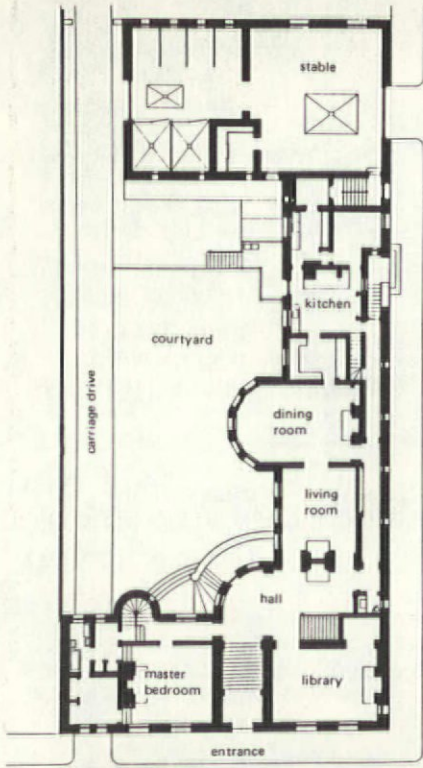 stable
kitchen
courtyard
carriage drive
dining
room
living
room
hall
master
bedroom
library
entrance